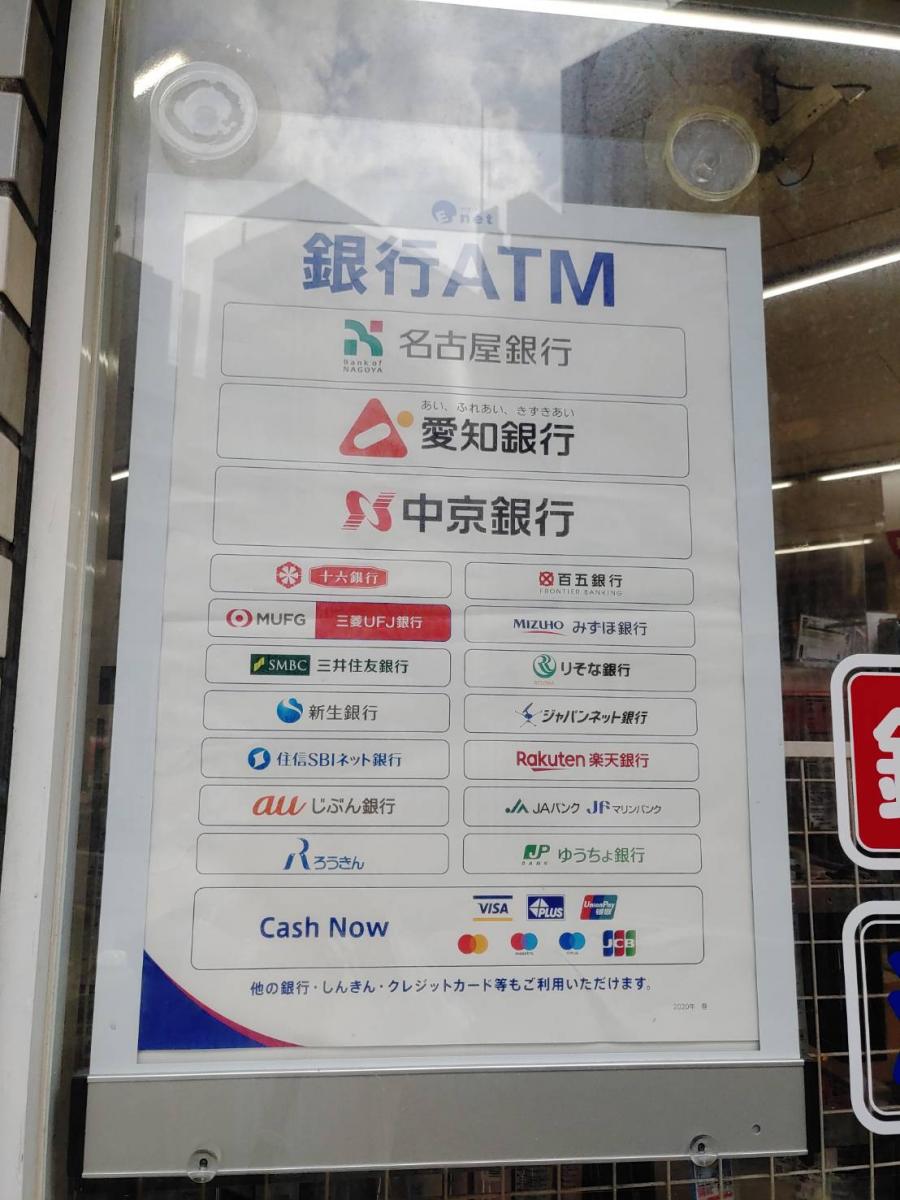 net
銀行ATM
Bank of
NAGOYA
名古屋銀行
あい、ふれあい、きずきあい
愛知銀行
中京銀行
十六銀行
百五銀行
FRONTIER BANKING
MUFG 三菱UFJ銀行
MIZUHO みずほ銀行
SMBC 三井住友銀行
りそな銀行
RESONA
新生銀行
ジャパンネット銀行
住信SBIネット銀行
Rakuten 楽天銀行
au じぶん銀行
JA JAバンク JF マリンバンク
ろうきん
JP
BANK
ゆうちょ銀行
Cash Now
VISA PLUS UnionPay 银联
maestro cirrus JCB
他の銀行・しんきん・クレジットカード等もご利用いただけます。
2020年 春